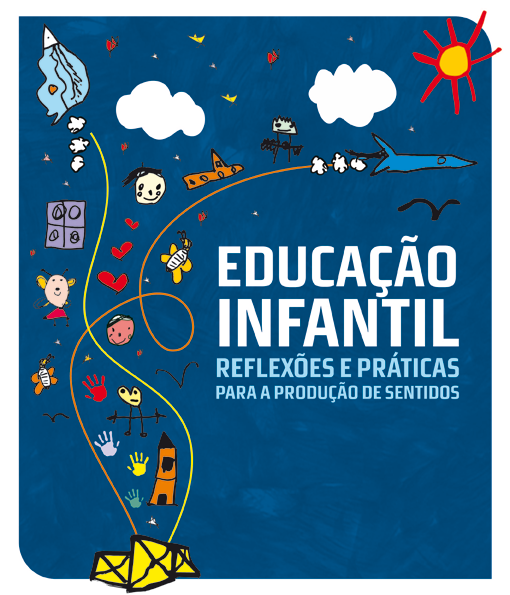 EDUCAÇÃO
INFANTIL
REFLEXÕES E PRÁTICAS
PARA A PRODUÇÃO DE SENTIDOS